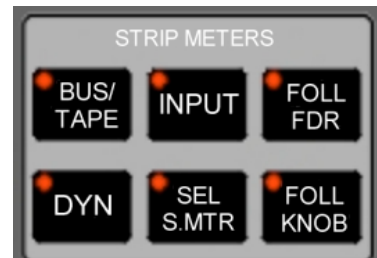 STRIP METERS
BUS/
TAPE
INPUT
FOLL
FDR
DYN
SEL
S.MTR
FOLL
KNOB